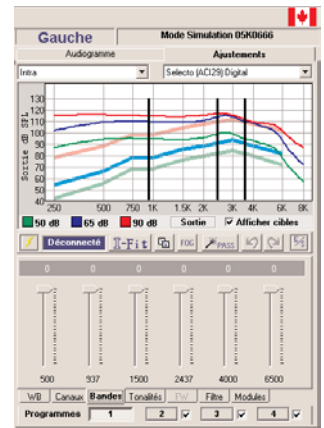 Gauche
Mode Simulation 05K0666
Audiogramme
Ajustements
Intra
Selecto (ACI29) Digital
Sortie dB SPL
130
120
110
100
90
80
70
60
50
40
250 500 750 1K 1.5K 2K 3K 4K 6K 8K
50 dB 65 dB 90 dB Sortie Afficher cibles
Déconnecté I-Fit FOG PASS
0 0 0 0 0 0
500 937 1500 2437 4000 6500
WB Canaux Bandes Tonalités FW Filtre Modules
Programmes 1 2 3 4